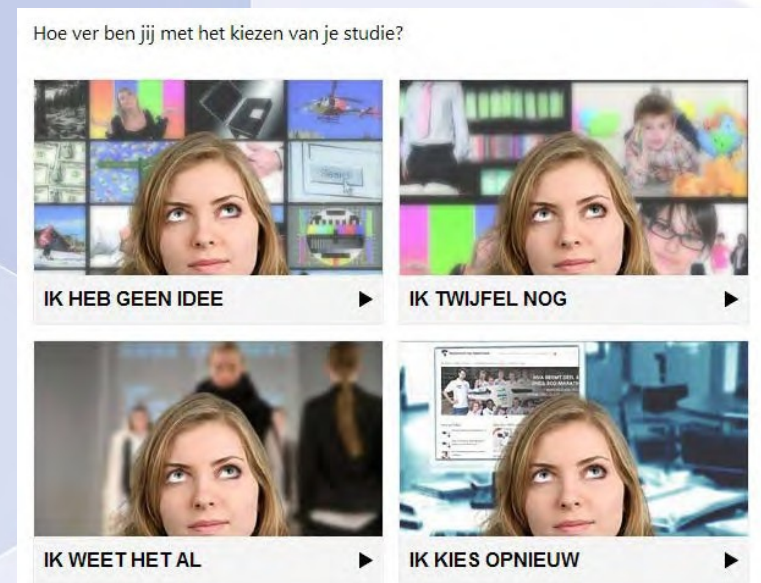 Hoe ver ben jij met het kiezen van je studie?
IK HEB GEEN IDEE
IK TWIJFEL NOG
IK WEET HET AL
IK KIES OPNIEUW